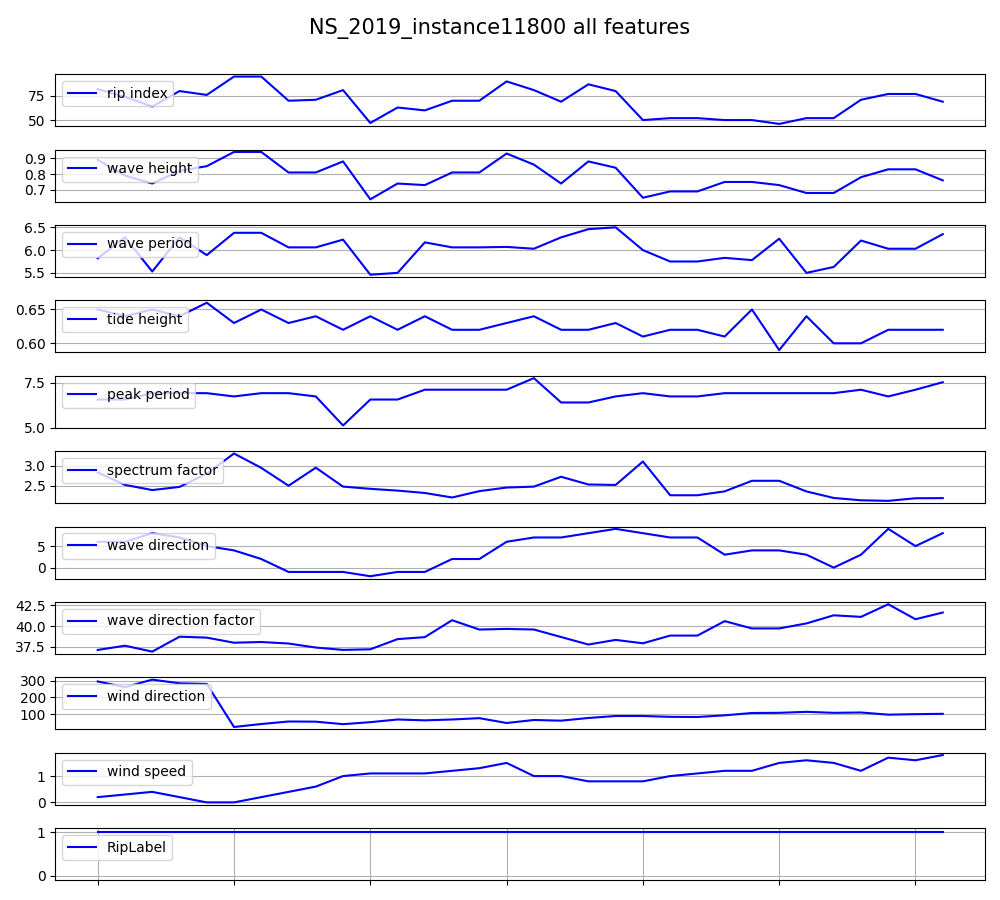 NS_2019_instance11800 all features
75
50
rip index
0.9
0.8
0.7
wave height
6.5
6.0
5.5
wave period
0.65
0.60
tide height
7.5
5.0
peak period
3.0
2.5
spectrum factor
5
0
wave direction
42.5
40.0
37.5
wave direction factor
300
200
100
wind direction
1
0
wind speed
1
0
RipLabel